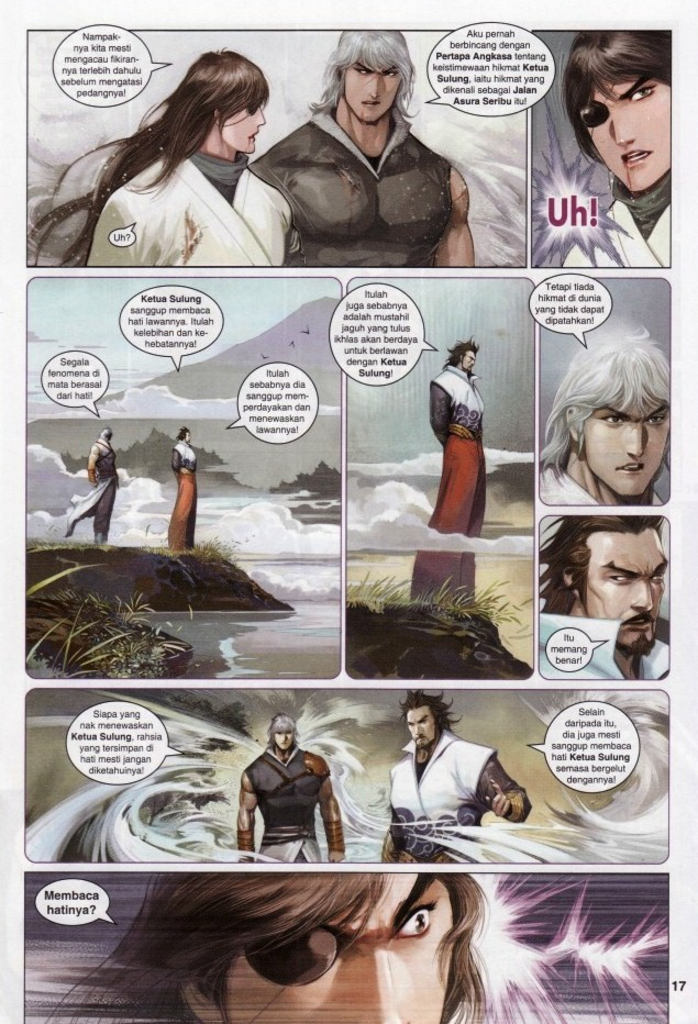 Nampak-
nya kita mesti
mengacau fikiran-
nya terlebih dahulu
sebelum mengatasi
pedangnya!
Uh?
Aku pernah
berbincang dengan
Pertapa Angkasa tentang
keistimewaan hikmat Ketua
Sulung, iaitu hikmat yang
dikenali sebagai Jalan
Asura Seribu itu!
Uh!
Segala
fenomena di
mata berasal
dari hati!
Ketua Sulung
sanggup membaca
hati lawannya. Itulah
kelebihan dan ke-
hebatannya!
Itulah
sebabnya dia
sanggup mem-
perdayakan dan
menewaskan
lawannya!
Itulah
juga sebabnya
adalah mustahil
jaguh yang tulus
ikhlas akan berdaya
untuk berlawan
dengan Ketua
Sulung!
Tetapi tiada
hikmat di dunia
yang tidak dapat
dipatahkan!
Itu
memang
benar!
Siapa yang
nak menewaskan
Ketua Sulung, rahsia
yang tersimpan di
hati mesti jangan
diketahuinya!
Selain
daripada itu,
dia juga mesti
sanggup membaca
hati Ketua Sulung
semasa bergelut
dengannya!
Membaca
hatinya?
17